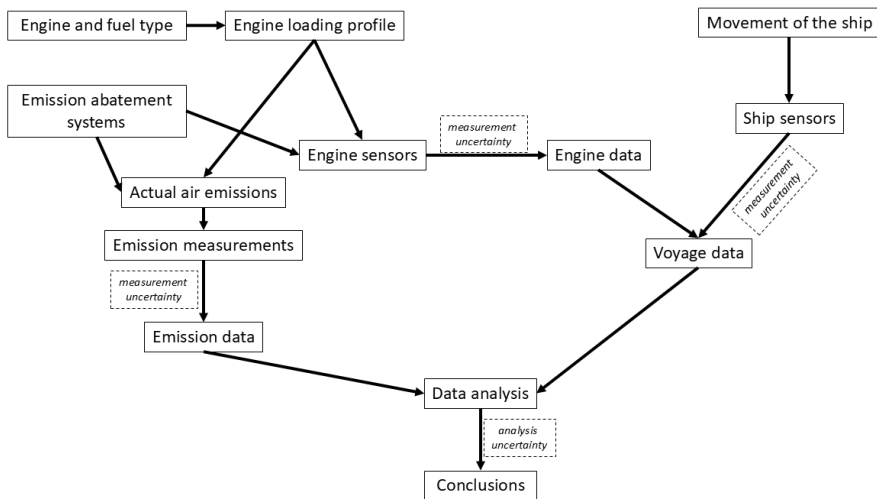 Engine and fuel type
Engine loading profile
Movement of the ship
Emission abatement
systems
Ship sensors
measurement
uncertainty
Engine sensors
Engine data
measurement
uncertainty
Actual air emissions
Emission measurements
Voyage data
measurement
uncertainty
Emission data
Data analysis
analysis
uncertainty
Conclusions